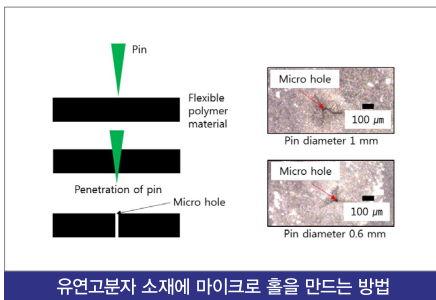 Pin
Flexible
polymer
material
Penetration of pin
Micro hole
Micro hole
100 ㎛
Pin diameter 1 mm
Micro hole
100 ㎛
Pin diameter 0.6 mm
유연고분자 소재에 마이크로 홀을 만드는 방법